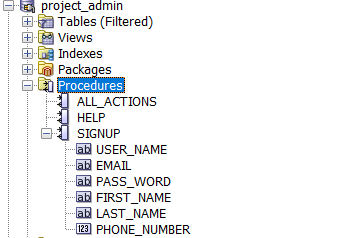 project_admin
Tables (Filtered)
Views
Indexes
Packages
Procedures
ALL_ACTIONS
HELP
SIGNUP
ab USER_NAME
ab EMAIL
ab PASS_WORD
ab FIRST_NAME
ab LAST_NAME
123 PHONE_NUMBER